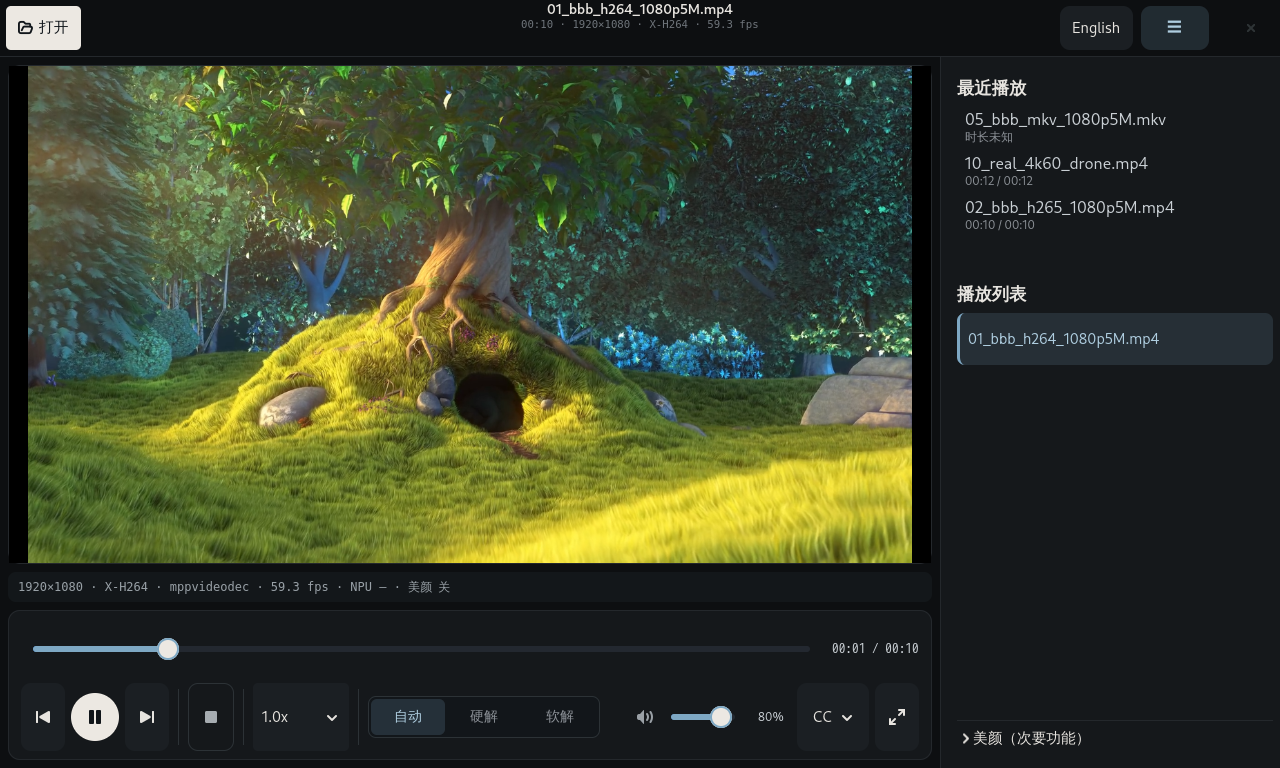 打开
01_bbb_h264_1080p5M.mp4
00:10 · 1920×1080 · X-H264 · 59.3 fps
English
最近播放
05_bbb_mkv_1080p5M.mkv
时长未知
10_real_4k60_drone.mp4
00:12 / 00:12
02_bbb_h265_1080p5M.mp4
00:10 / 00:10
播放列表
01_bbb_h264_1080p5M.mp4
1920×1080 · X-H264 · mppvideodec · 59.3 fps · NPU — · 美颜 关
00:01 / 00:10
1.0x
自动
硬解
软解
80%
CC
美颜（次要功能）